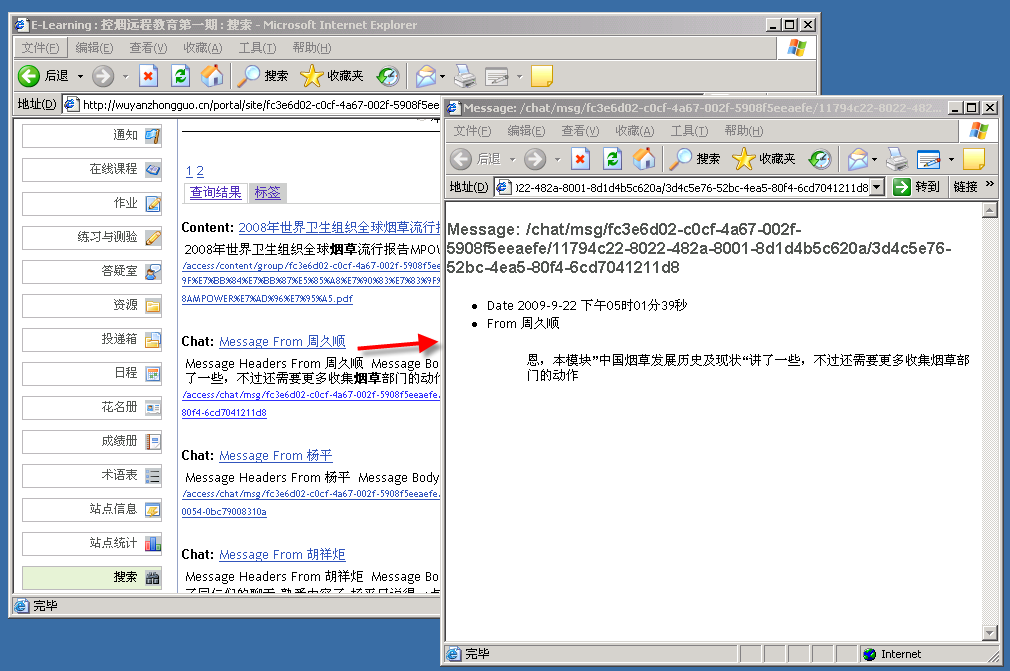 E-Learning : 控烟远程教育第一期 : 搜索 - Microsoft Internet Explorer
文件(F) 编辑(E) 查看(V) 收藏(A) 工具(T) 帮助(H)
后退 搜索 收藏夹
地址(D) http://wuyanzhongguo.cn/portal/site/fc3e6d02-c0cf-4a67-002f-5908f5ee
通知
在线课程
作业
练习与测验
答疑室
资源
投递箱
日程
花名册
成绩册
术语表
站点信息
站点统计
搜索
1 2
查询结果 标签
Content: 2008年世界卫生组织全球烟草流行
2008年世界卫生组织全球烟草流行报告MPO
/access/content/group/fc3e6d02-c0cf-4a67-002f-5908f5ee
9F%E7%BB%84%E7%BB%87%E5%85%A8%E7%90%83%E7%83%9F%
8AMPOWER%E7%AD%96%E7%95%A5.pdf
Chat: Message From 周久顺
Message Headers From 周久顺 Message Bo
了一些，不过还需要更多收集烟草部门的动作
/access/chat/msg/fc3e6d02-c0cf-4a67-002f-5908f5eeaefe
80f4-6cd7041211d8
Chat: Message From 杨平
Message Headers From 杨平 Message Body
/access/chat/msg/fc3e6d02-c0cf-4a67-002f-5908f5eeaefe
0054-0bc79008310a
Chat: Message From 胡祥炬
Message Headers From 胡祥炬 Message Bo
完毕
Message: /chat/msg/fc3e6d02-c0cf-4a67-002f-5908f5eeaefe/11794c22-8022-482...
文件(F) 编辑(E) 查看(V) 收藏(A) 工具(T) 帮助(H)
后退 搜索 收藏夹
地址(D) 22-482a-8001-8d1d4b5c620a/3d4c5e76-52bc-4ea5-80f4-6cd7041211d8 转到 链接 »
Message: /chat/msg/fc3e6d02-c0cf-4a67-002f-
5908f5eeaefe/11794c22-8022-482a-8001-8d1d4b5c620a/3d4c5e76-
52bc-4ea5-80f4-6cd7041211d8
Date 2009-9-22 下午05时01分39秒
From 周久顺
恩，本模块”中国烟草发展历史及现状“讲了一些，不过还需要更多收集烟草部
门的动作
完毕 Internet